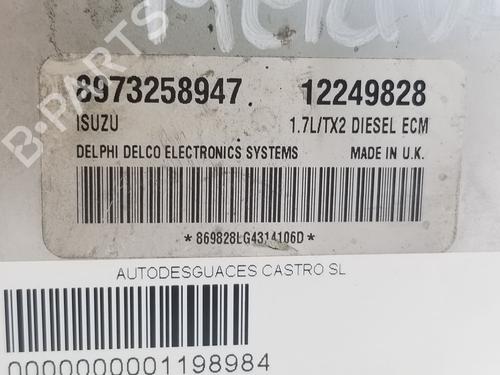 B-PARTS
8973258947 12249828
ISUZU 1.7L/TX2 DIESEL ECM
DELPHI DELCO ELECTRONICS SYSTEMS MADE IN U.K.
*869828LG4314106D*
AUTODESGUACES CASTRO SL
0000000001198984